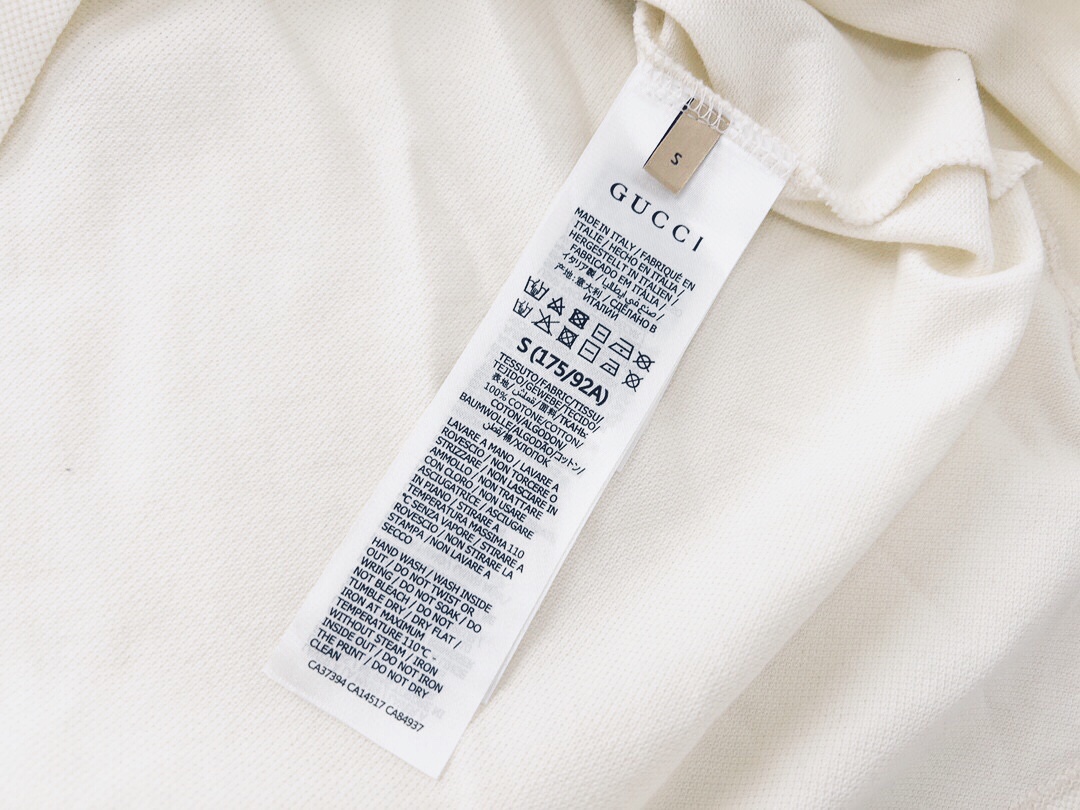 S
GUCCI
MADE IN ITALY / FABRIQUÉ EN
ITALIE / HECHO EN ITALIA /
HERGESTELLT IN ITALIEN /
FABRICADO EM ITÁLIA /
イタリア製 / صنع في ايطاليا /
产地: 意大利 / СДЕЛАНО В
ИТАЛИИ
S (175/92A)
TESSUTO/FABRIC/TISSU/
TEJIDO/GEWEBE/TECIDO/
表地/قماش/面料/ТКАНЬ:
100% COTONE/COTTON/
COTON/ALGODON/
BAUMWOLLE/ALGODÃO/コットン/
قطن/棉/ХЛОПОК
LAVARE A MANO / LAVARE A
ROVESCIO / NON TORCERE O
STRIZZARE / NON LASCIARE IN
AMMOLLO / NON TRATTARE
CON CLORO / NON USARE
ASCIUGATRICE / ASCIUGARE
IN PIANO / STIRARE A
TEMPERATURA MASSIMA 110
°C SENZA VAPORE / STIRARE A
ROVESCIO / NON STIRARE LA
STAMPA / NON LAVARE A
SECCO
HAND WASH / WASH INSIDE
OUT / DO NOT TWIST OR
WRING / DO NOT SOAK / DO
NOT BLEACH / DO NOT
TUMBLE DRY / DRY FLAT /
IRON AT MAXIMUM
TEMPERATURE 110°C -
WITHOUT STEAM / IRON
INSIDE OUT / DO NOT IRON
THE PRINT / DO NOT DRY
CLEAN
CA37394 CA14517 CA84937